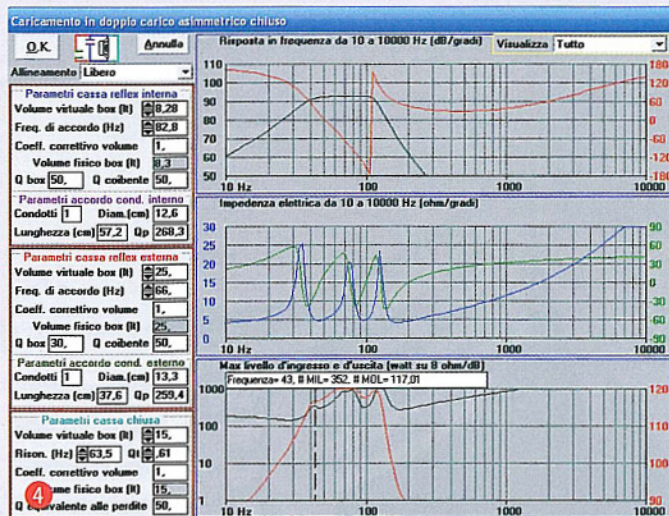 Caricamento in doppio carico asimmetrico chiuso
O.K.
Annulla
Allineamento Libero
Parametri cassa reflex interna
Volume virtuale box (lt) 8,28
Freq. di accordo (Hz) 82,8
Coeff. correttivo volume 1,
Volume fisico box (lt) 8,3
Q box 50, Q coibente 50,
Parametri accordo cond. interno
Condotti 1 Diam.(cm) 12,6
Lunghezza (cm) 57,2 Qp 268,3
Parametri cassa reflex esterna
Volume virtuale box (lt) 25,
Freq. di accordo (Hz) 66,
Coeff. correttivo volume 1,
Volume fisico box (lt) 25,
Q box 30, Q coibente 50,
Parametri accordo cond. esterno
Condotti 1 Diam.(cm) 13,3
Lunghezza (cm) 37,6 Qp 259,4
Parametri cassa chiusa
Volume virtuale box (lt) 15,
Rison. (Hz) 63,5 Qt ,61
Coeff. correttivo volume 1,
4 ume fisico box (lt) 15,
Q equivalente alle perdite 50,
Risposta in frequenza da 10 a 10000 Hz (dB/gradi)
Visualizza Tutto
110 180
100 120
90 60
80 0
70 -60
60 -120
50 -180
10 Hz 100 1000 10000
Impedenza elettrica da 10 a 10000 Hz (ohm/gradi)
30 90
25 60
20 30
15 0
10 -30
5 -60
0 -90
10 Hz 100 1000 10000
Max livello d'ingresso e d'uscita (watt su 8 ohm/dB)
Frequenza= 43, # MIL= 352, # MOL= 117,01
1000 120
100 110
10 100
1 90
10 Hz 100 1000 10000